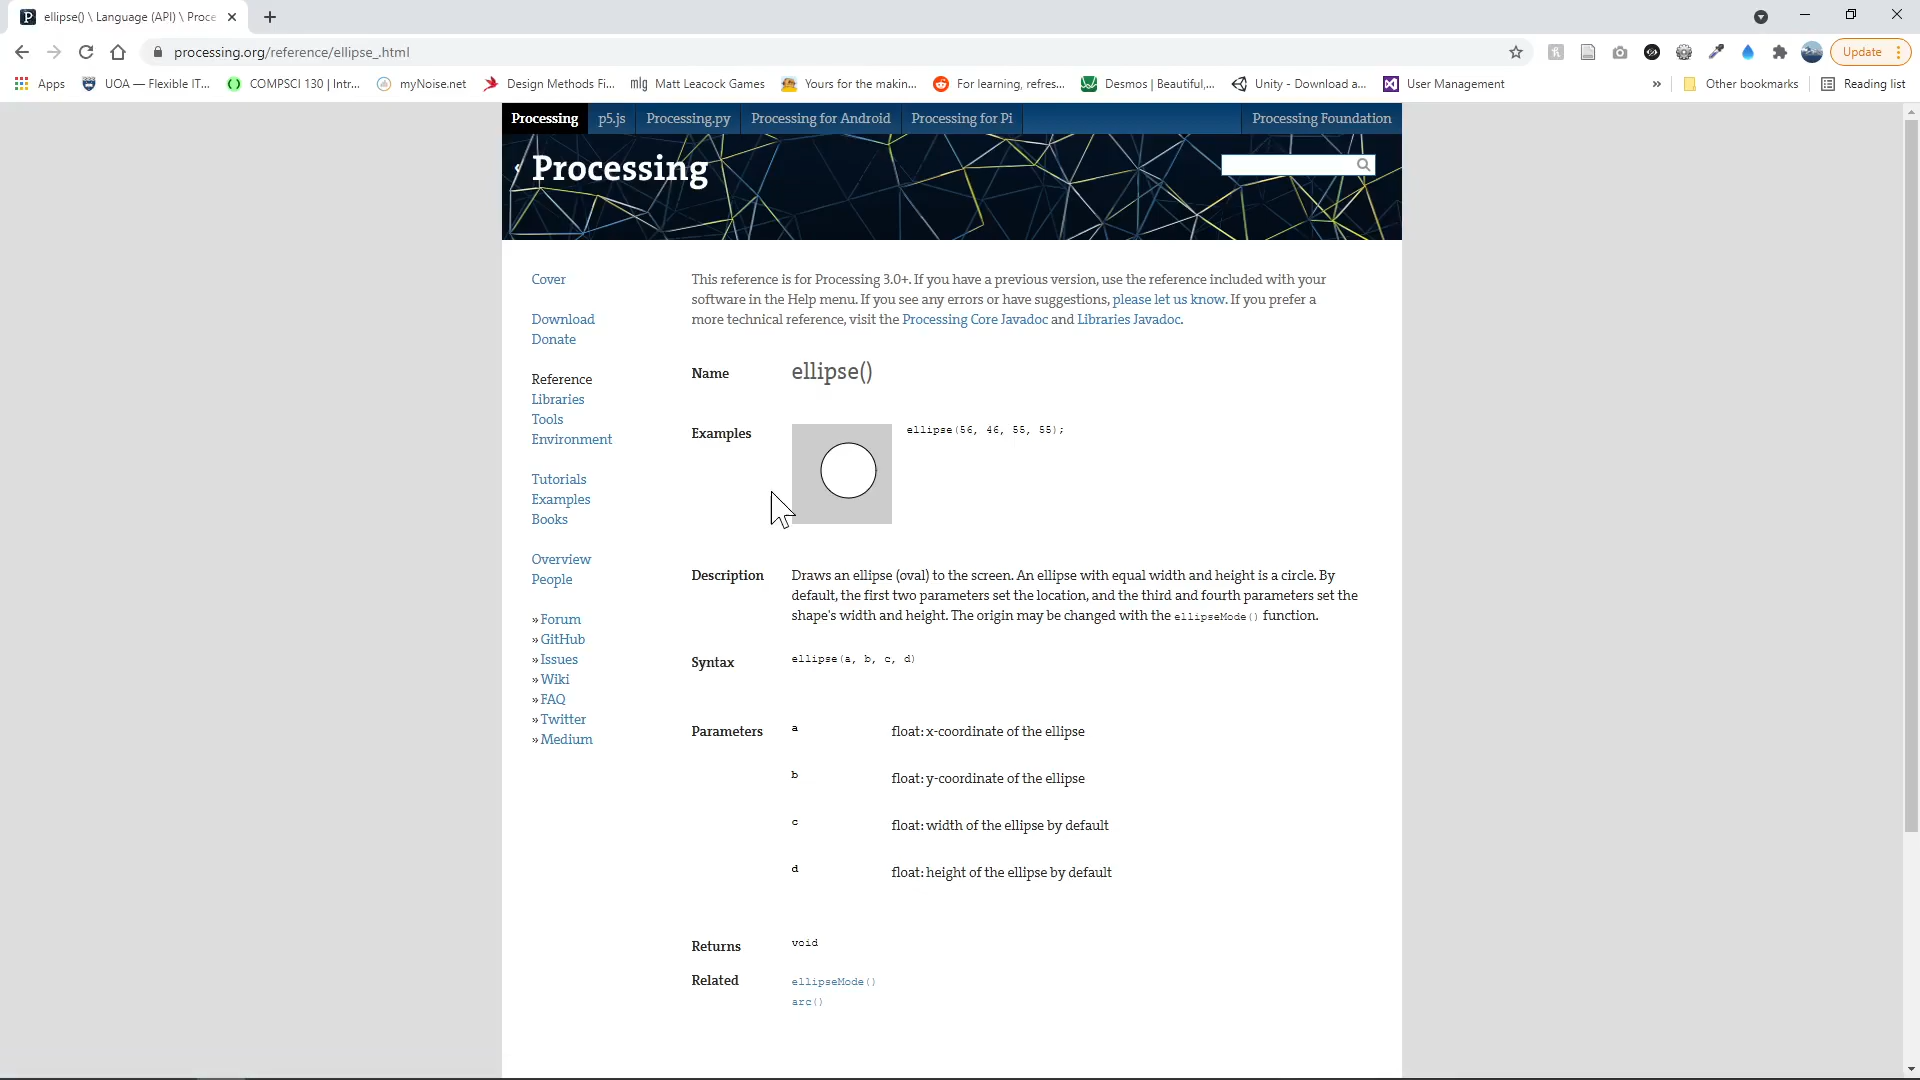 ellipse() \ Language (API) \ Proce
processing.org/reference/ellipse_.html
Update
Apps
UOA — Flexible IT...
COMPSCI 130 | Intr...
myNoise.net
Design Methods Fi...
mlg Matt Leacock Games
Yours for the makin...
For learning, refres...
Desmos | Beautiful,...
Unity - Download a...
User Management
»
Other bookmarks
Reading list
Processing
p5.js
Processing.py
Processing for Android
Processing for Pi
Processing Foundation
Processing
Cover
Download
Donate
Reference
Libraries
Tools
Environment
Tutorials
Examples
Books
Overview
People
» Forum
» GitHub
» Issues
» Wiki
» FAQ
» Twitter
» Medium
This reference is for Processing 3.0+. If you have a previous version, use the reference included with your
software in the Help menu. If you see any errors or have suggestions, please let us know. If you prefer a
more technical reference, visit the Processing Core Javadoc and Libraries Javadoc.
Name ellipse()
Examples
ellipse(56, 46, 55, 55);
Description Draws an ellipse (oval) to the screen. An ellipse with equal width and height is a circle. By
default, the first two parameters set the location, and the third and fourth parameters set the
shape's width and height. The origin may be changed with the ellipseMode() function.
Syntax ellipse(a, b, c, d)
Parameters a float: x-coordinate of the ellipse
b float: y-coordinate of the ellipse
c float: width of the ellipse by default
d float: height of the ellipse by default
Returns void
Related ellipseMode()
arc()